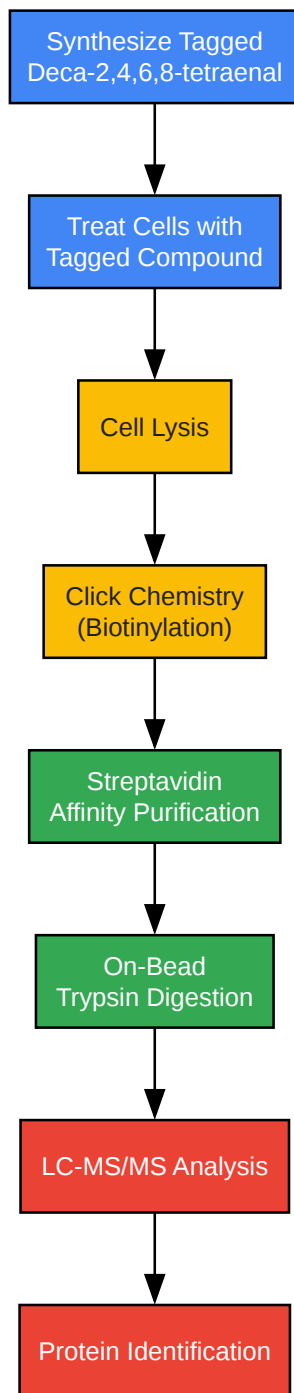 Synthesize Tagged
Deca-2,4,6,8-tetraenal
Treat Cells with
Tagged Compound
Cell Lysis
Click Chemistry
(Biotinylation)
Streptavidin
Affinity Purification
On-Bead
Trypsin Digestion
LC-MS/MS Analysis
Protein Identification